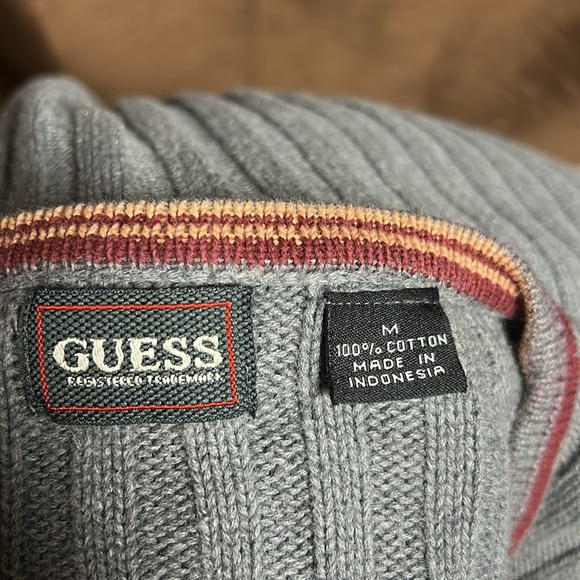 GUESS
REGISTERED TRADEMARK
M
100% COTTON
MADE IN
INDONESIA